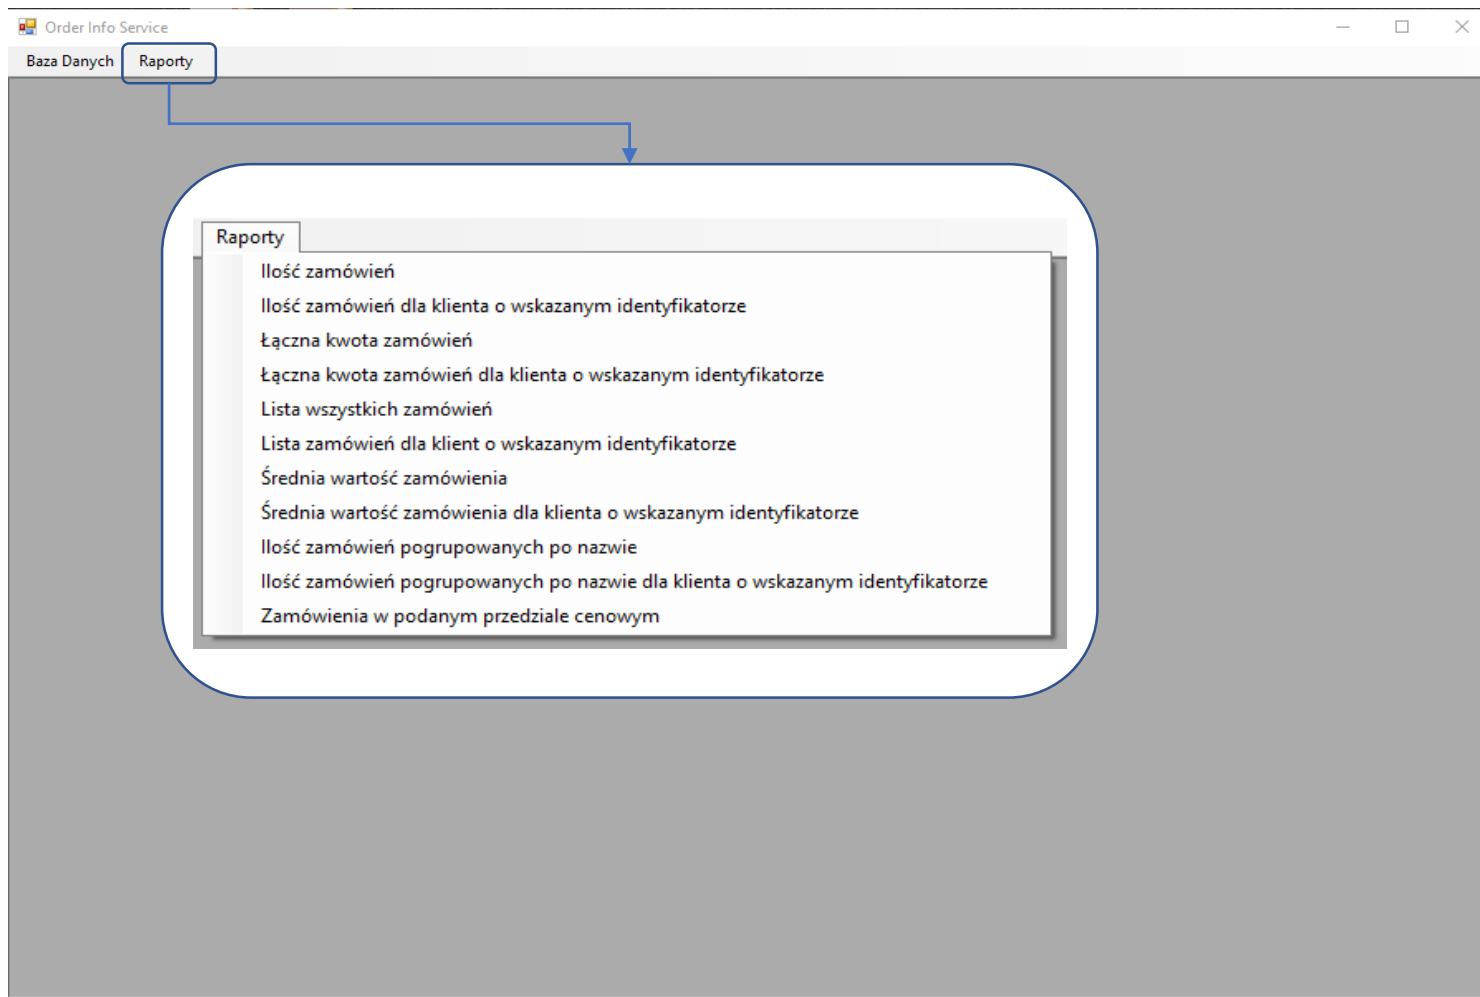 Order Info Service
Baza Danych Raporty
Raporty
Ilość zamówień
Ilość zamówień dla klienta o wskazanym identyfikatorze
Łączna kwota zamówień
Łączna kwota zamówień dla klienta o wskazanym identyfikatorze
Lista wszystkich zamówień
Lista zamówień dla klient o wskazanym identyfikatorze
Średnia wartość zamówienia
Średnia wartość zamówienia dla klienta o wskazanym identyfikatorze
Ilość zamówień pogrupowanych po nazwie
Ilość zamówień pogrupowanych po nazwie dla klienta o wskazanym identyfikatorze
Zamówienia w podanym przedziale cenowym